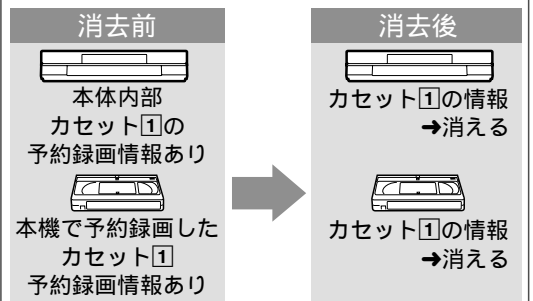 消去前
本体内部
カセット1の
予約録画情報あり
本機で予約録画した
カセット1
予約録画情報あり
消去後
カセット1の情報
➜消える
カセット1の情報
➜消える